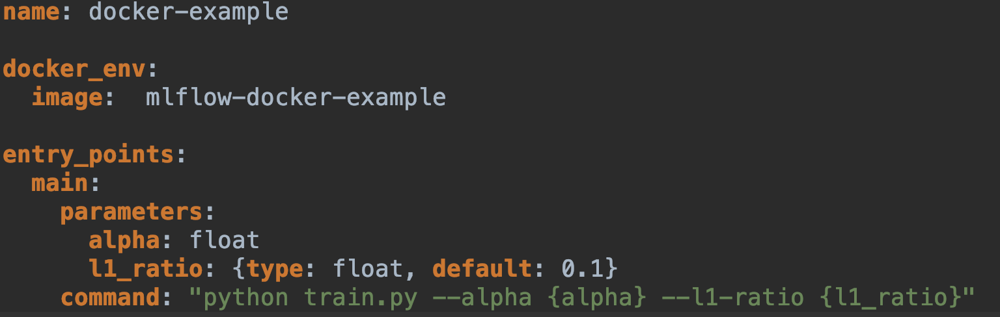 name: docker-example
docker_env:
  image:  mlflow-docker-example
entry_points:
  main:
    parameters:
      alpha: float
      l1_ratio: {type: float, default: 0.1}
    command: "python train.py --alpha {alpha} --l1-ratio {l1_ratio}"